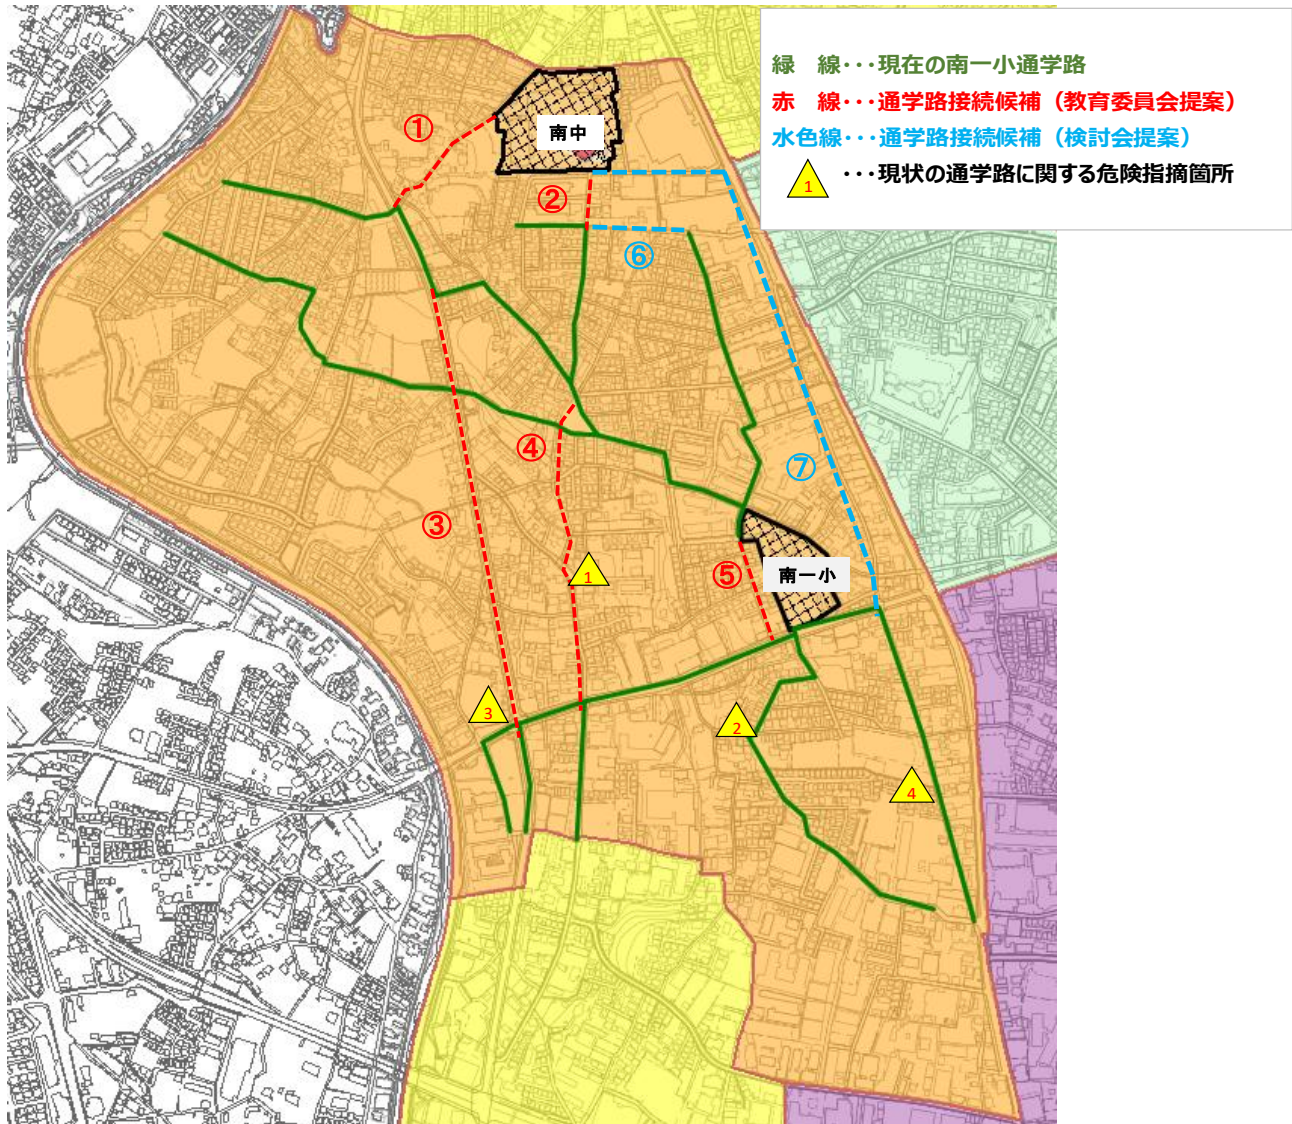 緑　線・・・現在の南一小通学路
赤　線・・・通学路接続候補（教育委員会提案）
水色線・・・通学路接続候補（検討会提案）
1
・・・現状の通学路に関する危険指摘箇所
①
南中
②
⑥
④
⑦
③
1
⑤
南一小
3
2
4